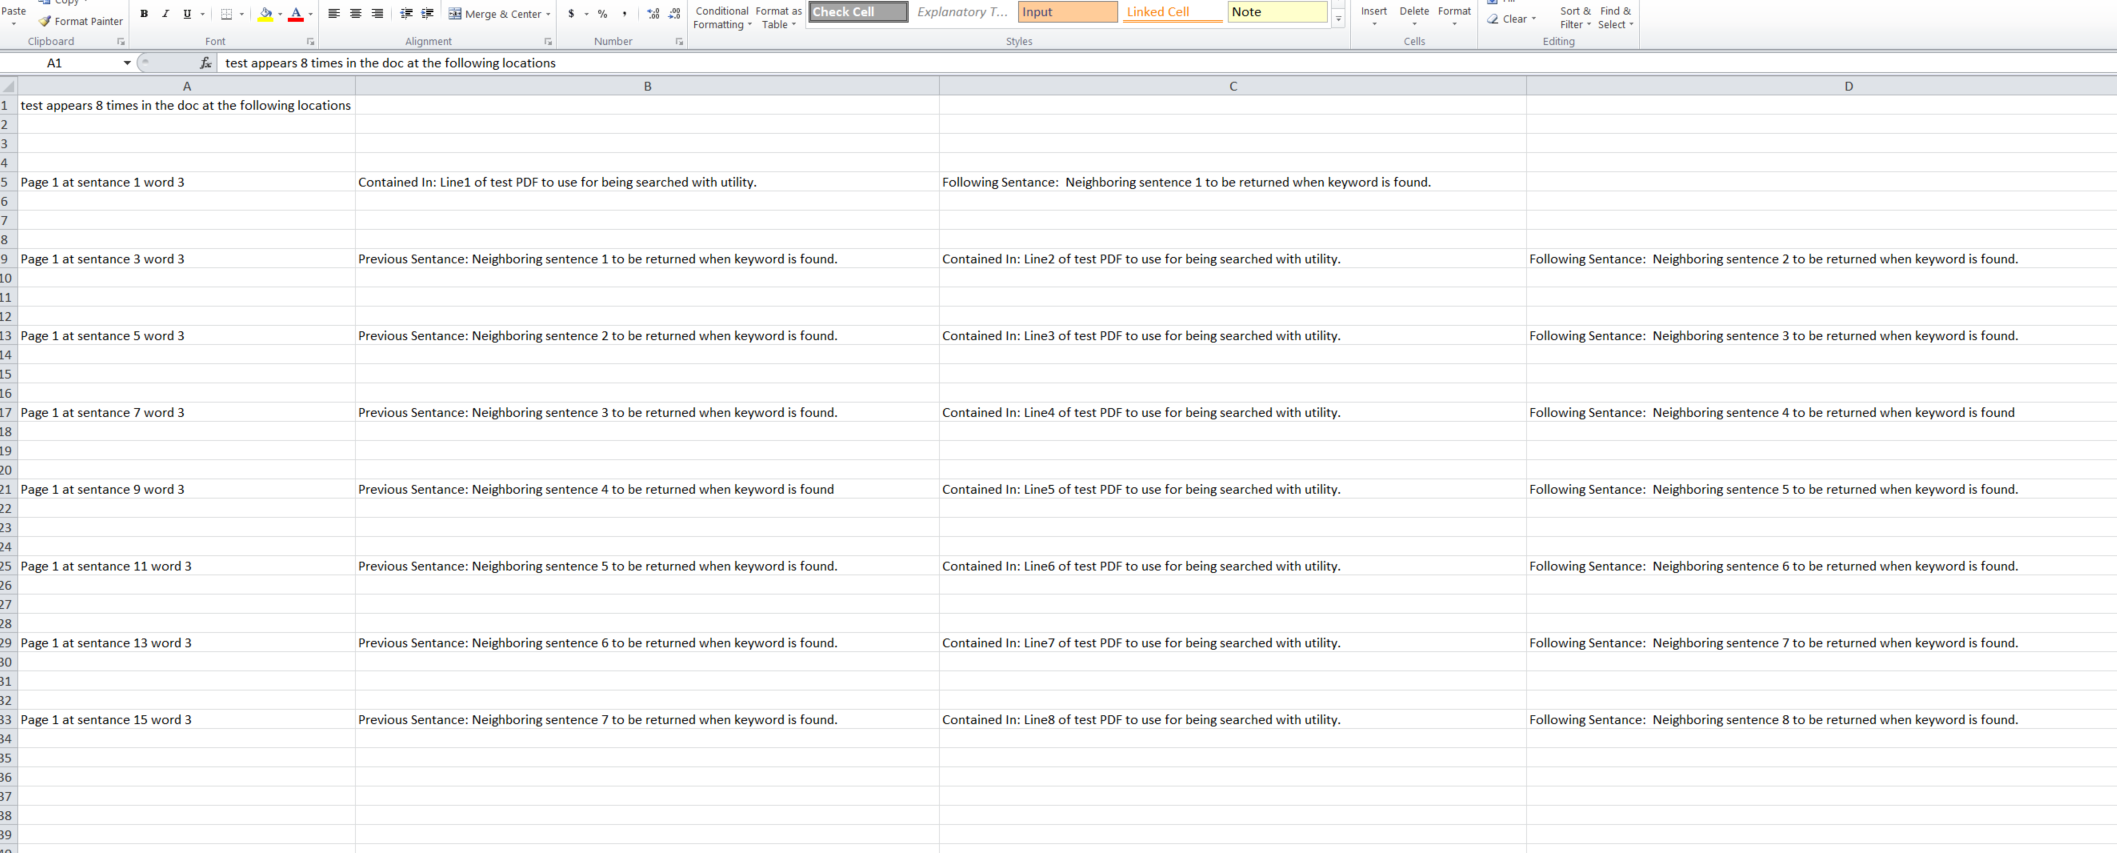 Paste
Copy
Format Painter
B I U
A
Merge & Center
$ % ,
Conditional Formatting
Format as Table
Check Cell
Explanatory T...
Input
Linked Cell
Note
Insert
Delete
Format
Clear
Sort & Filter
Find & Select
Clipboard
Font
Alignment
Number
Styles
Cells
Editing
A1 fx test appears 8 times in the doc at the following locations
A B C D
1 test appears 8 times in the doc at the following locations
2
3
4
5 Page 1 at sentence 1 word 3 Contained In: Line1 of test PDF to use for being searched with utility. Following Sentance: Neighboring sentence 1 to be returned when keyword is found.
6
7
8
9 Page 1 at sentence 3 word 3 Previous Sentance: Neighboring sentence 1 to be returned when keyword is found. Contained In: Line2 of test PDF to use for being searched with utility. Following Sentance: Neighboring sentence 2 to be returned when keyword is found.
10
11
12
13 Page 1 at sentence 5 word 3 Previous Sentance: Neighboring sentence 2 to be returned when keyword is found. Contained In: Line3 of test PDF to use for being searched with utility. Following Sentance: Neighboring sentence 3 to be returned when keyword is found.
14
15
16
17 Page 1 at sentence 7 word 3 Previous Sentance: Neighboring sentence 3 to be returned when keyword is found. Contained In: Line4 of test PDF to use for being searched with utility. Following Sentance: Neighboring sentence 4 to be returned when keyword is found
18
19
20
21 Page 1 at sentence 9 word 3 Previous Sentance: Neighboring sentence 4 to be returned when keyword is found Contained In: Line5 of test PDF to use for being searched with utility. Following Sentance: Neighboring sentence 5 to be returned when keyword is found.
22
23
24
25 Page 1 at sentence 11 word 3 Previous Sentance: Neighboring sentence 5 to be returned when keyword is found. Contained In: Line6 of test PDF to use for being searched with utility. Following Sentance: Neighboring sentence 6 to be returned when keyword is found.
26
27
28
29 Page 1 at sentence 13 word 3 Previous Sentance: Neighboring sentence 6 to be returned when keyword is found. Contained In: Line7 of test PDF to use for being searched with utility. Following Sentance: Neighboring sentence 7 to be returned when keyword is found.
30
31
32
33 Page 1 at sentence 15 word 3 Previous Sentance: Neighboring sentence 7 to be returned when keyword is found. Contained In: Line8 of test PDF to use for being searched with utility. Following Sentance: Neighboring sentence 8 to be returned when keyword is found.
34
35
36
37
38
39